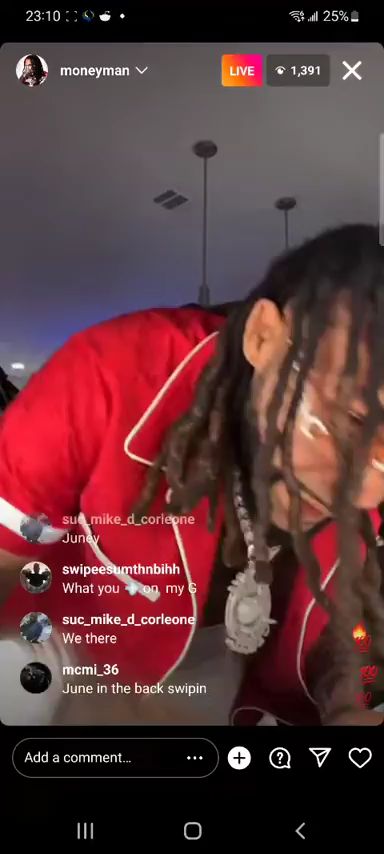 23:10
25%
moneyman
LIVE
1,391
suc_mike_d_corleone
Juney
swipeesumthnbihh
What you 💨 on my G
suc_mike_d_corleone
We there
mcmi_36
June in the back swipin
🔥
💯
💯
💯
Add a comment...